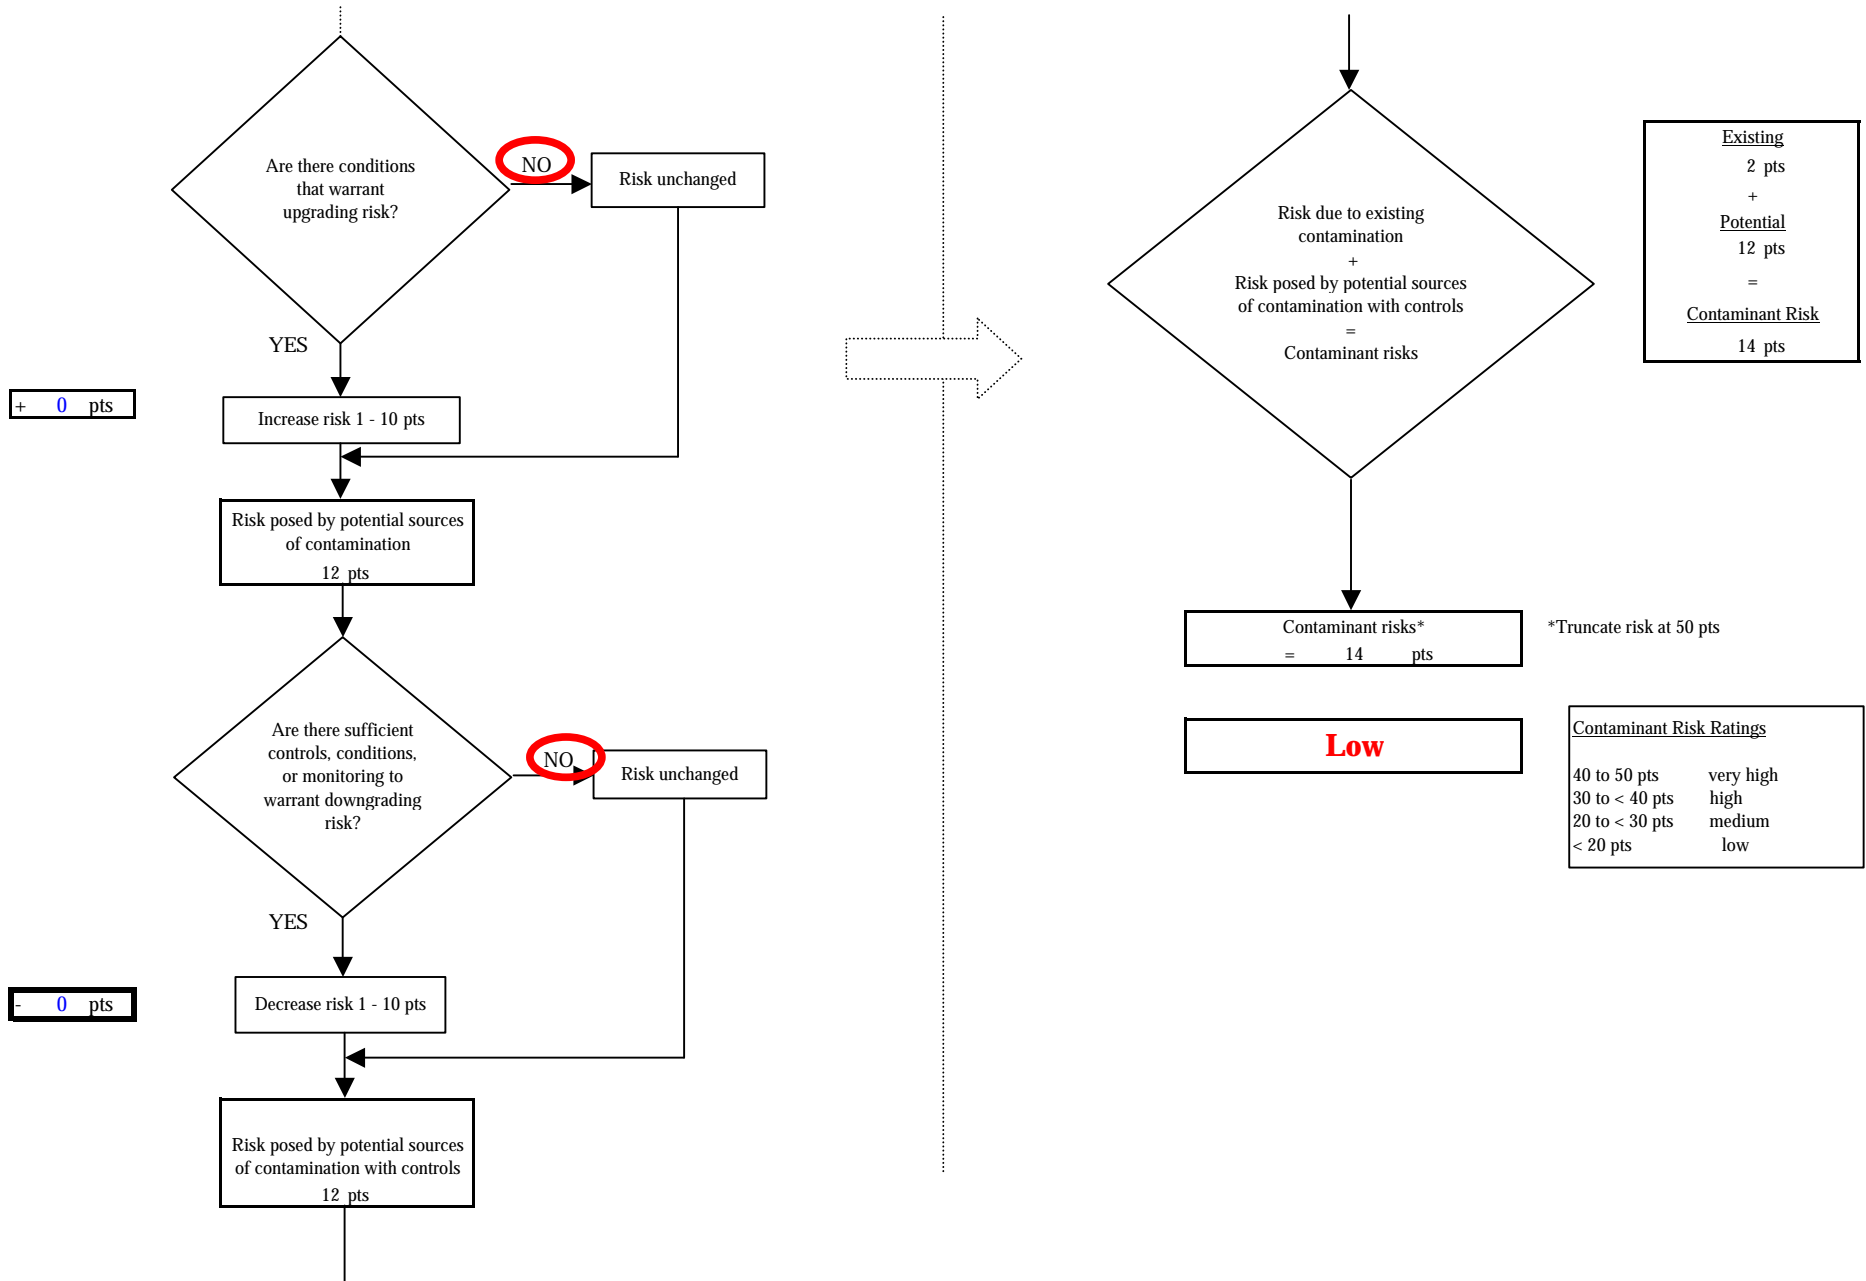 Are there conditions
that warrant
upgrading risk?
NO
Risk unchanged
YES
+ 0 pts
Increase risk 1 - 10 pts
Risk posed by potential sources
of contamination
12 pts
Are there sufficient
controls, conditions,
or monitoring to
warrant downgrading
risk?
NO
Risk unchanged
YES
- 0 pts
Decrease risk 1 - 10 pts
Risk posed by potential sources
of contamination with controls
12 pts
Risk due to existing
contamination
+
Risk posed by potential sources
of contamination with controls
=
Contaminant risks
Existing
2 pts
+
Potential
12 pts
=
Contaminant Risk
14 pts
Contaminant risks*
= 14 pts
*Truncate risk at 50 pts
Low
Contaminant Risk Ratings
40 to 50 pts very high
30 to < 40 pts high
20 to < 30 pts medium
< 20 pts low